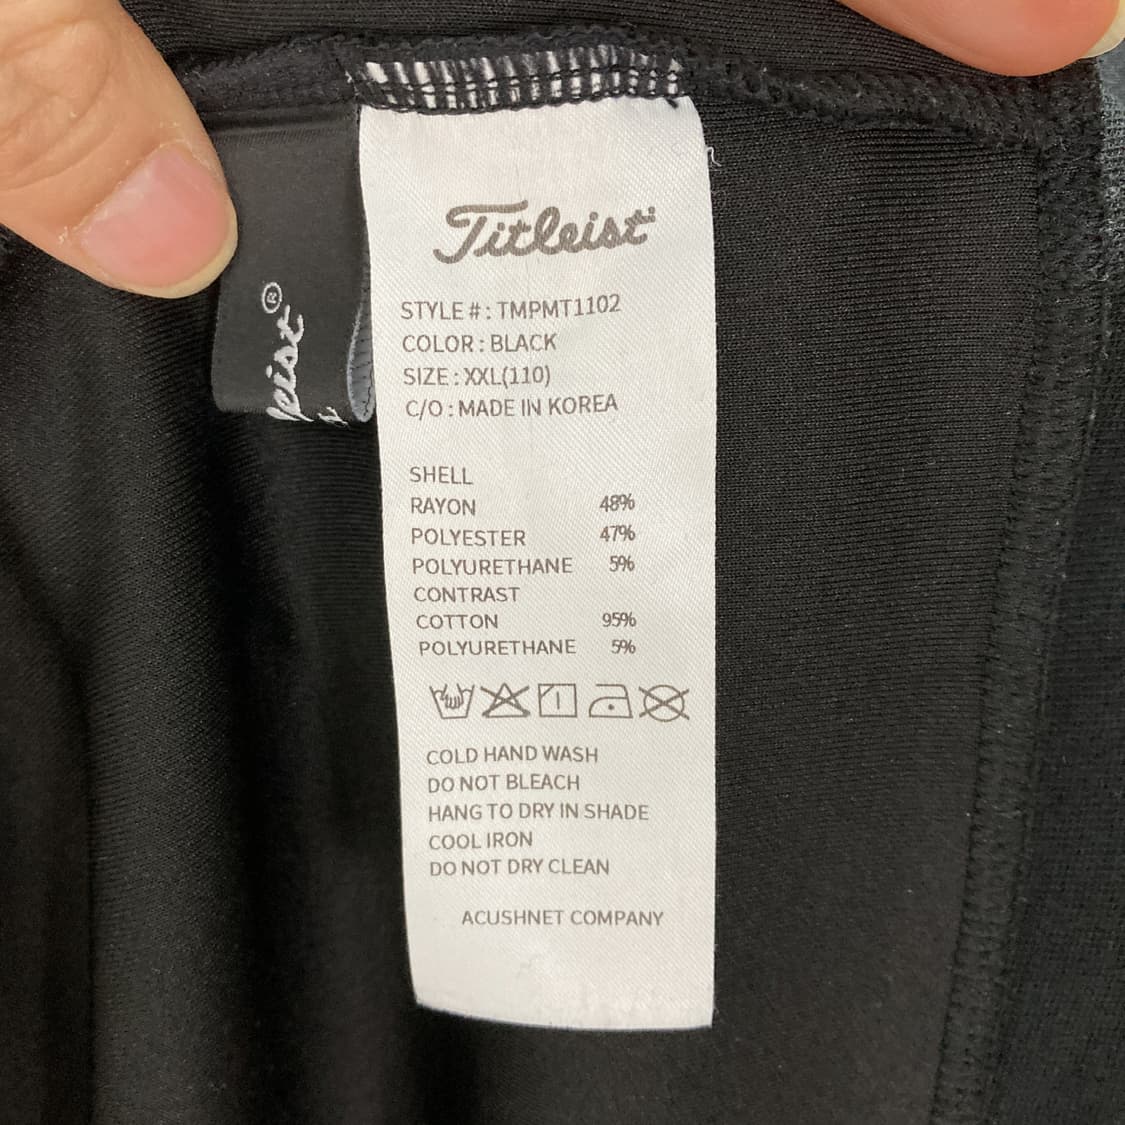 Titleist
STYLE # : TMPMT1102
COLOR : BLACK
SIZE : XXL(110)
C/O : MADE IN KOREA
SHELL
RAYON 48%
POLYESTER 47%
POLYURETHANE 5%
CONTRAST
COTTON 95%
POLYURETHANE 5%
COLD HAND WASH
DO NOT BLEACH
HANG TO DRY IN SHADE
COOL IRON
DO NOT DRY CLEAN
ACUSHNET COMPANY
leist®